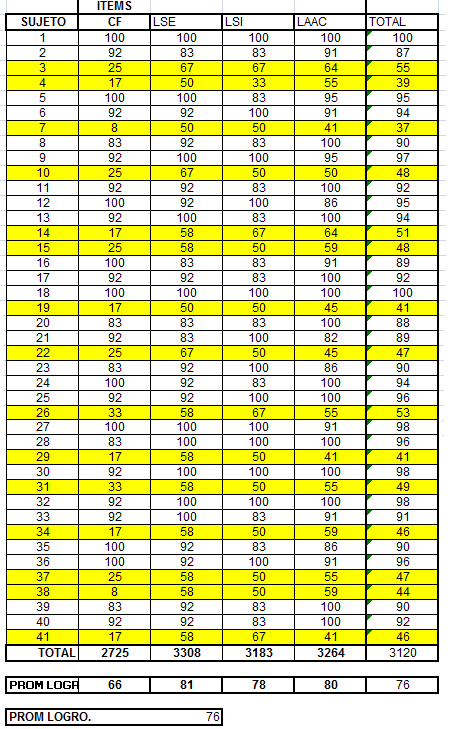 ITEMS
SUJETO CF LSE LSI LAAC TOTAL
1 100 100 100 100 100
2 92 83 83 91 87
3 25 67 67 64 55
4 17 50 33 55 39
5 100 100 83 95 95
6 92 92 100 91 94
7 8 50 50 41 37
8 83 92 83 100 90
9 92 100 100 95 97
10 25 67 50 50 48
11 92 92 83 100 92
12 100 92 100 86 95
13 92 100 83 100 94
14 17 58 67 64 51
15 25 58 50 59 48
16 100 83 83 91 89
17 92 92 83 100 92
18 100 100 100 100 100
19 17 50 50 45 41
20 83 83 83 100 88
21 92 83 100 82 89
22 25 67 50 45 47
23 83 92 100 86 90
24 100 92 83 100 94
25 92 92 100 100 96
26 33 58 67 55 53
27 100 100 100 91 98
28 83 100 100 100 96
29 17 58 50 41 41
30 92 100 100 100 98
31 33 58 50 55 49
32 92 100 100 100 98
33 92 100 83 91 91
34 17 58 50 59 46
35 100 92 83 86 90
36 100 92 100 91 96
37 25 58 50 55 47
38 8 58 50 59 44
39 83 92 83 100 90
40 92 92 83 100 92
41 17 58 67 41 46
TOTAL 2725 3308 3183 3264 3120
PROM LOGR 66 81 78 80 76
PROM LOGRO. 76